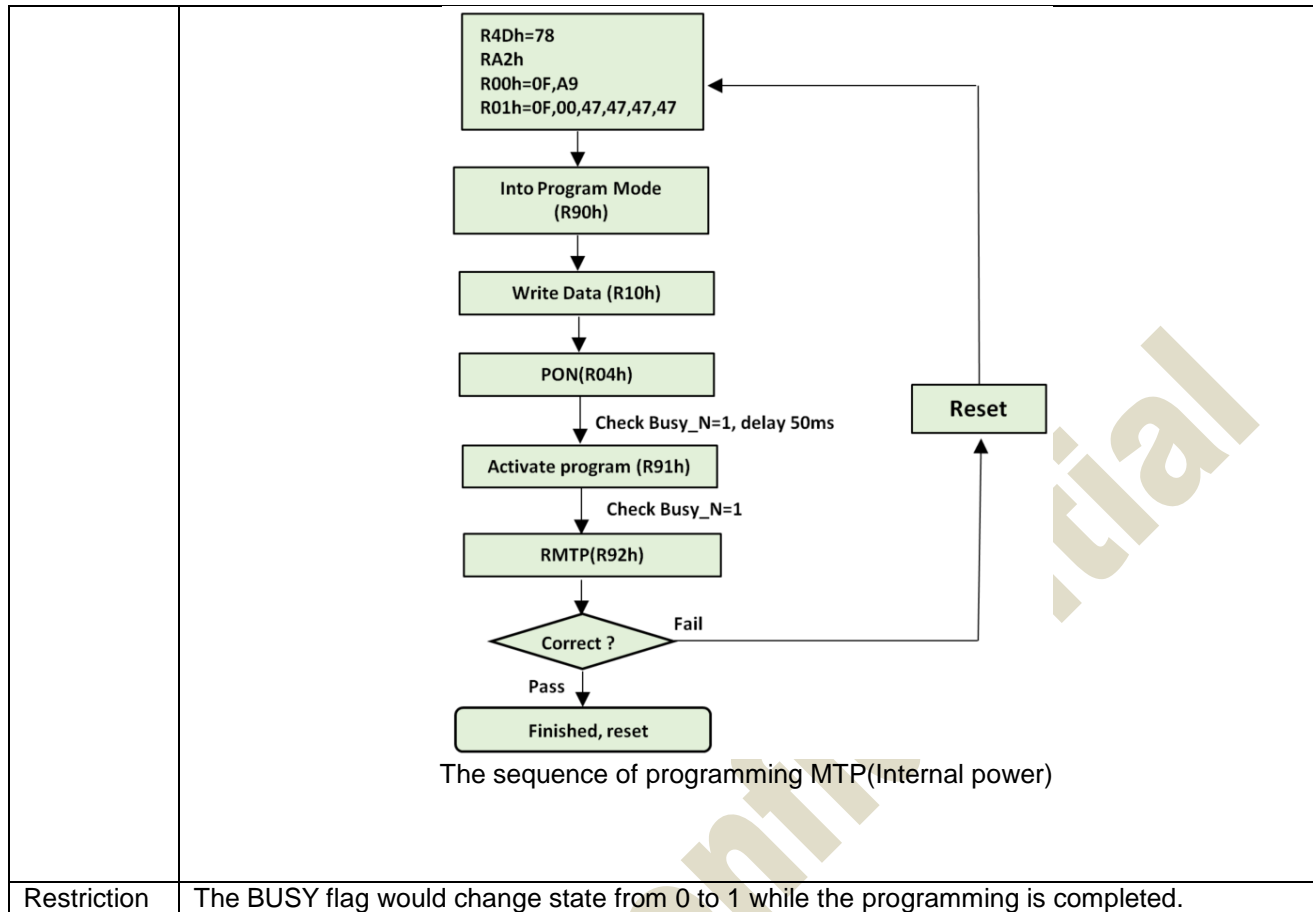 R4Dh=78
RA2h
R00h=0F,A9
R01h=0F,00,47,47,47,47
Into Program Mode
(R90h)
Write Data (R10h)
PON(R04h)
Check Busy_N=1, delay 50ms
Activate program (R91h)
Check Busy_N=1
RMTP(R92h)
Correct ?
Fail
Reset
Pass
Finished, reset
The sequence of programming MTP(Internal power)
Restriction The BUSY flag would change state from 0 to 1 while the programming is completed.